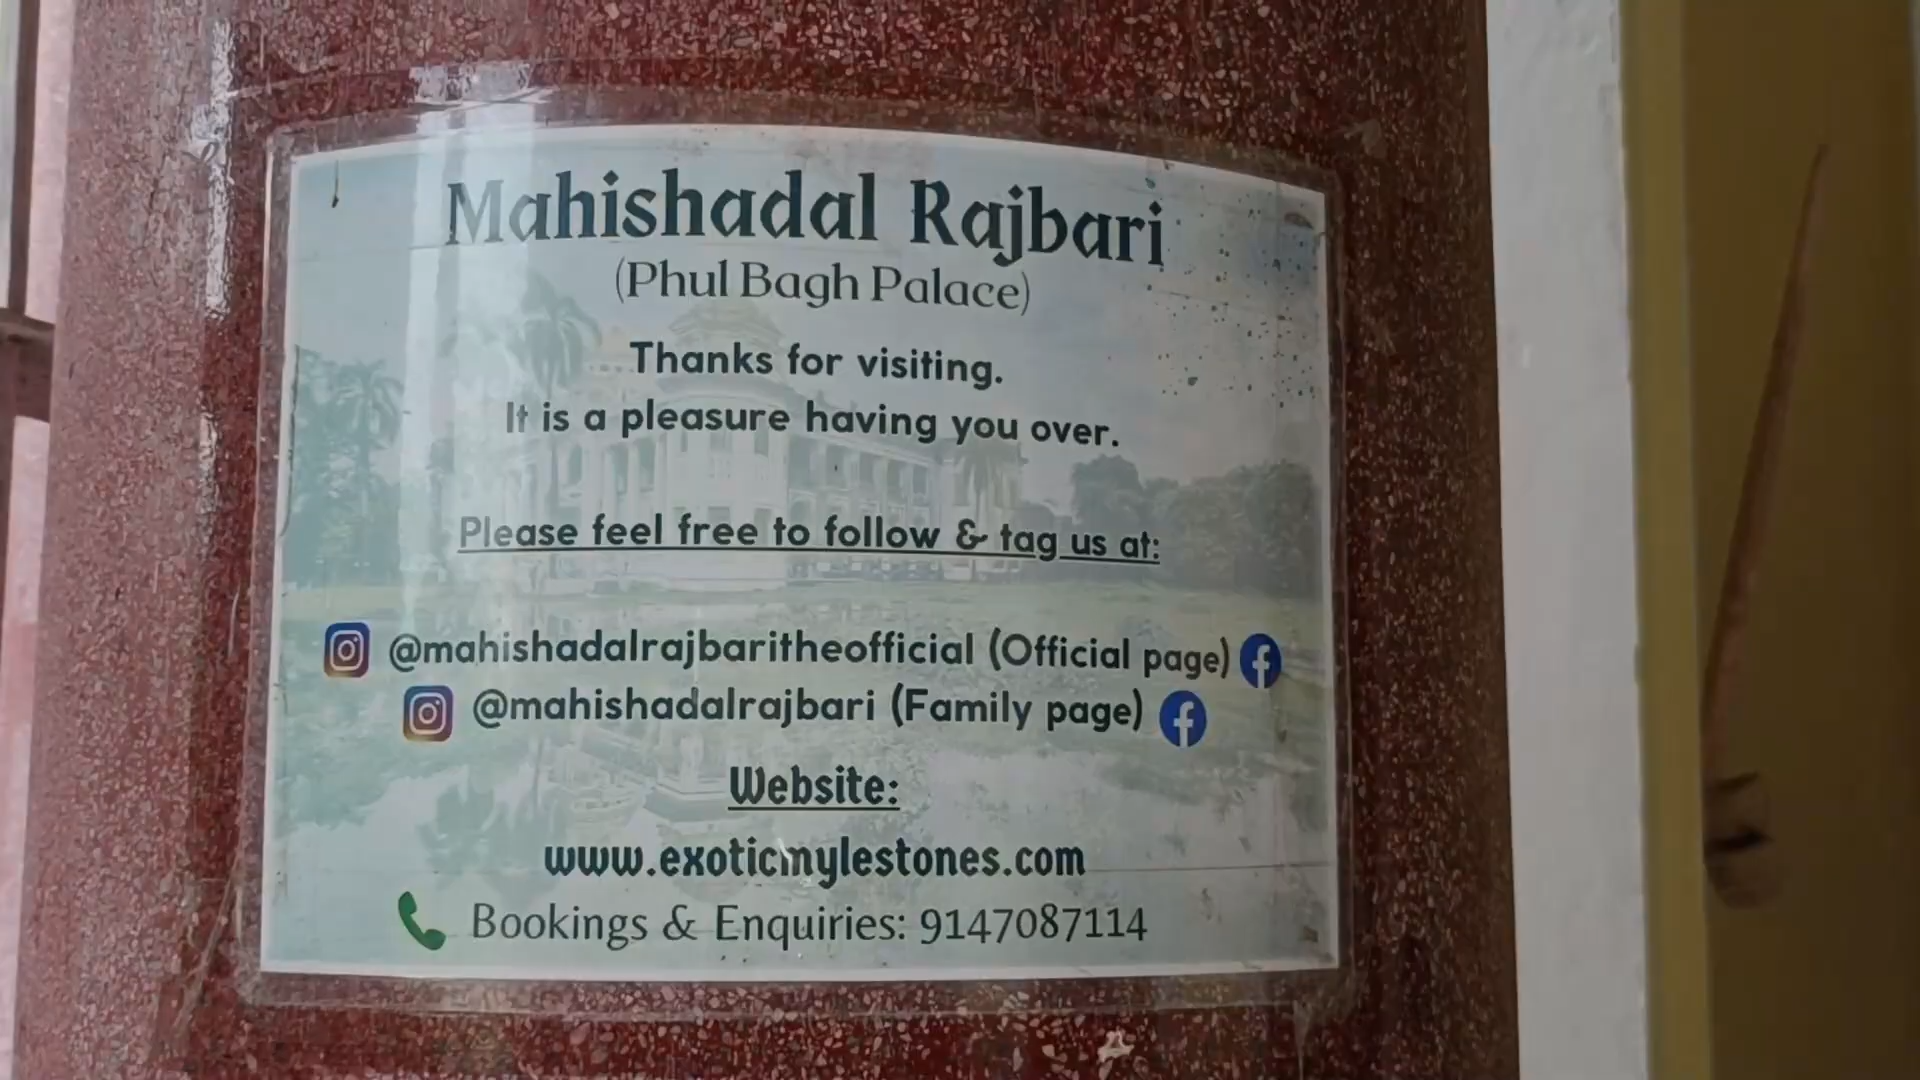 Mahishadal Rajbari
(Phul Bagh Palace)
Thanks for visiting.
It is a pleasure having you over.
Please feel free to follow & tag us at:
@mahishadalrajbaritheofficial (Official page)
@mahishadalrajbari (Family page)
Website:
www.exoticmylestones.com
Bookings & Enquiries: 9147087114